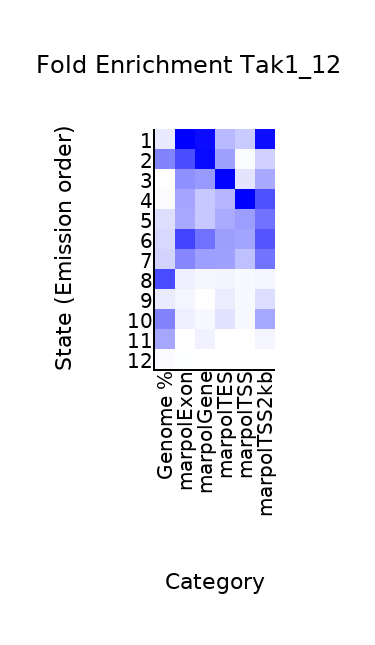 Fold Enrichment Tak1_12
State (Emission order)
1
2
3
4
5
6
7
8
9
10
11
12
Genome %
marpolExon
marpolGene
marpolTES
marpolTSS
marpolTSS2kb
Category